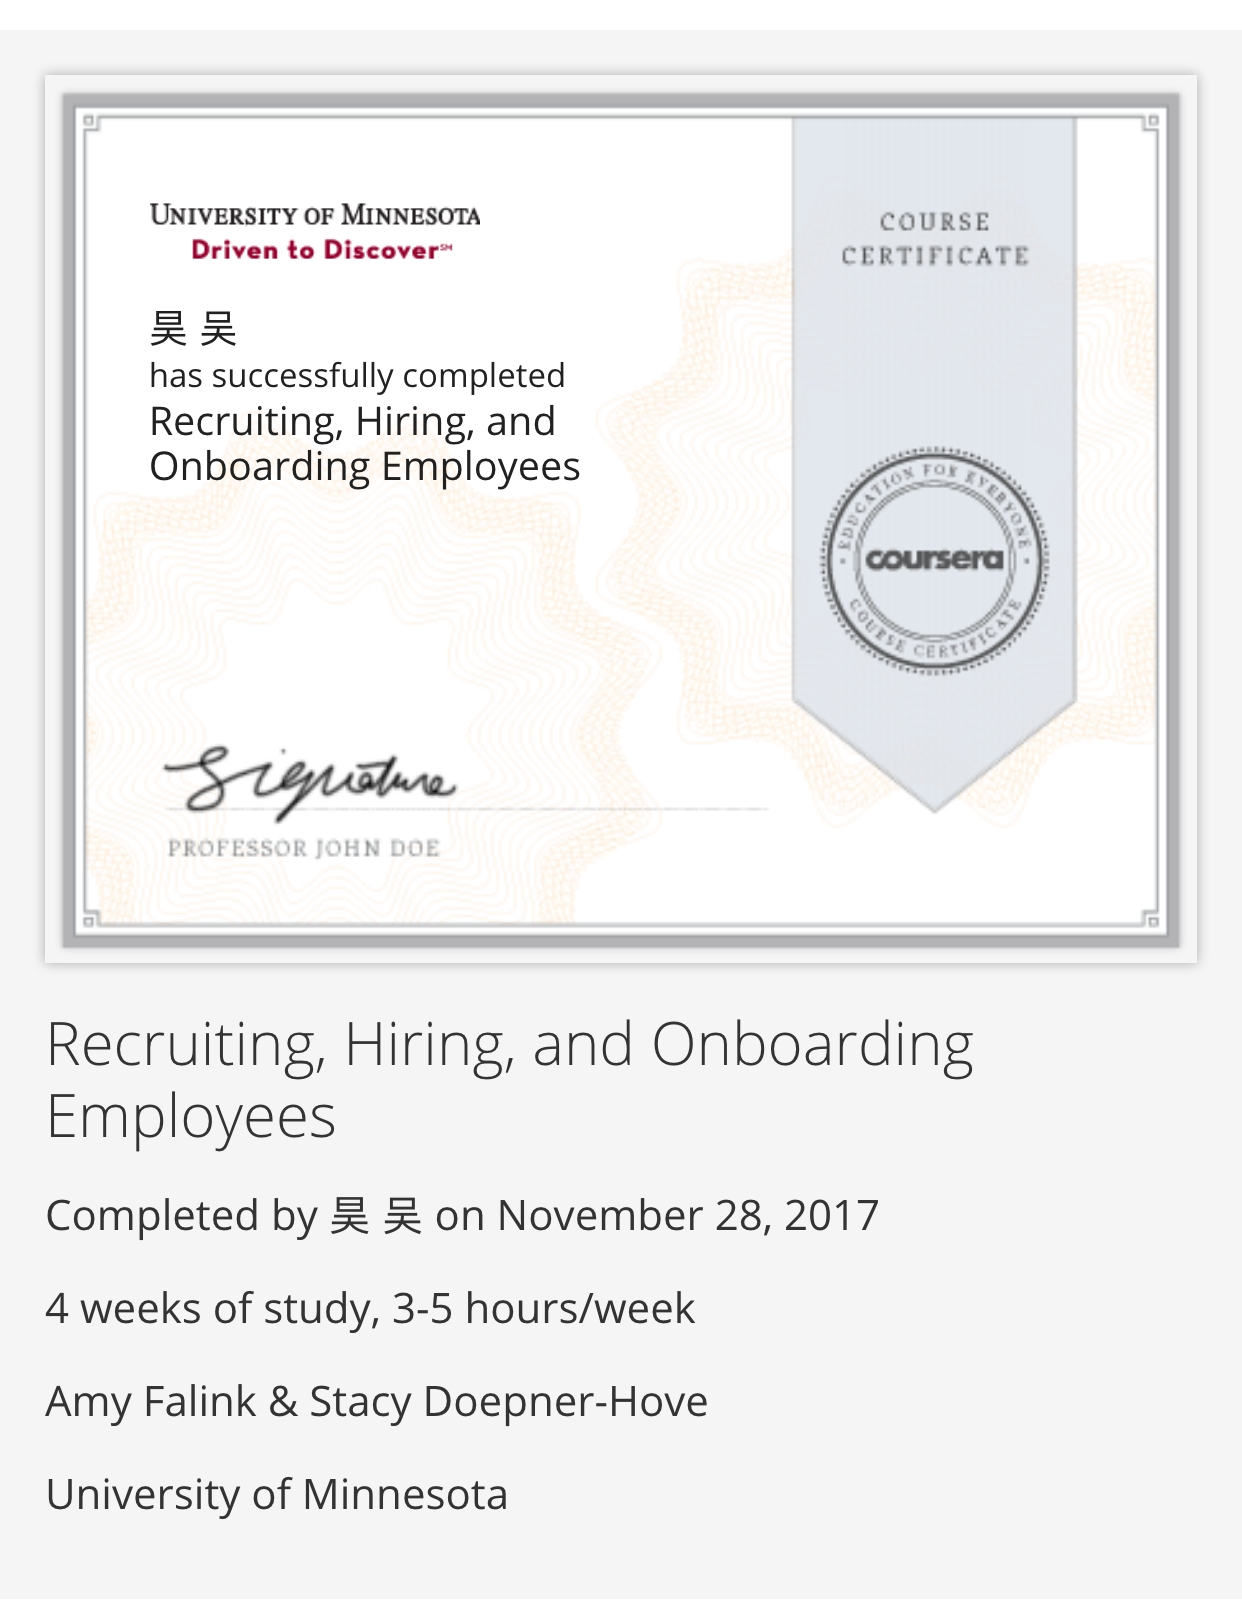 UNIVERSITY OF MINNESOTA
Driven to Discover℠
昊 吴
has successfully completed
Recruiting, Hiring, and
Onboarding Employees
COURSE
CERTIFICATE
EDUCATION FOR EVERYONE
coursera
COURSE CERTIFICATE
Signature
PROFESSOR JOHN DOE
Recruiting, Hiring, and Onboarding
Employees
Completed by 昊 吴 on November 28, 2017
4 weeks of study, 3-5 hours/week
Amy Falink & Stacy Doepner-Hove
University of Minnesota